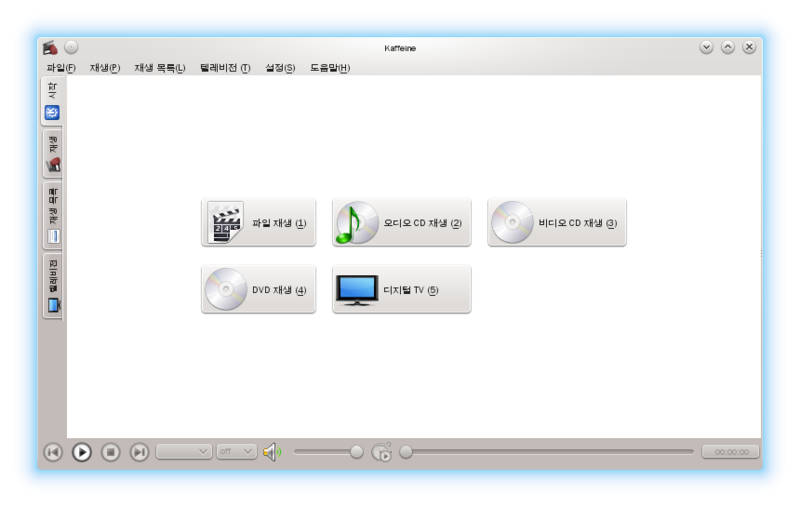 Kaffeine
파일(F) 재생(P) 재생 목록(L) 텔레비전 (T) 설정(S) 도움말(H)
시작
재생
재생 목록
텔레비전
파일 재생 (1) 오디오 CD 재생 (2) 비디오 CD 재생 (3)
DVD 재생 (4) 디지털 TV (5)
off 00:00:00